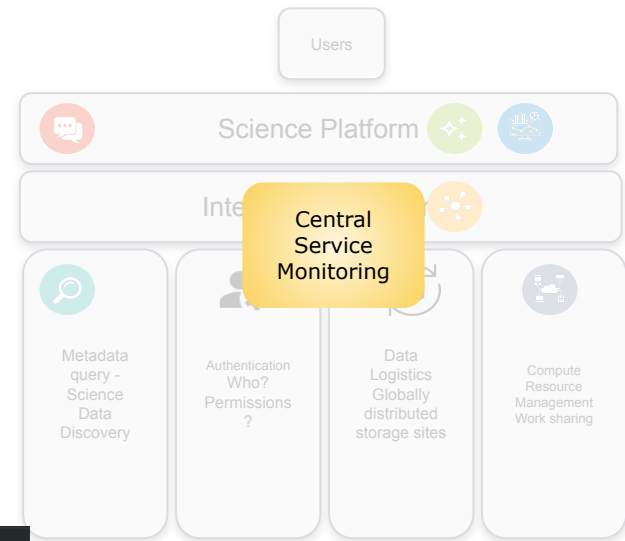 Users
Science Platform
Inte
r
Central
Service
Monitoring
Metadata
query -
Science
Data
Discovery
Authentication
Who?
Permissions
?
Data
Logistics
Globally
distributed
storage sites
Compute
Resource
Management
Work sharing